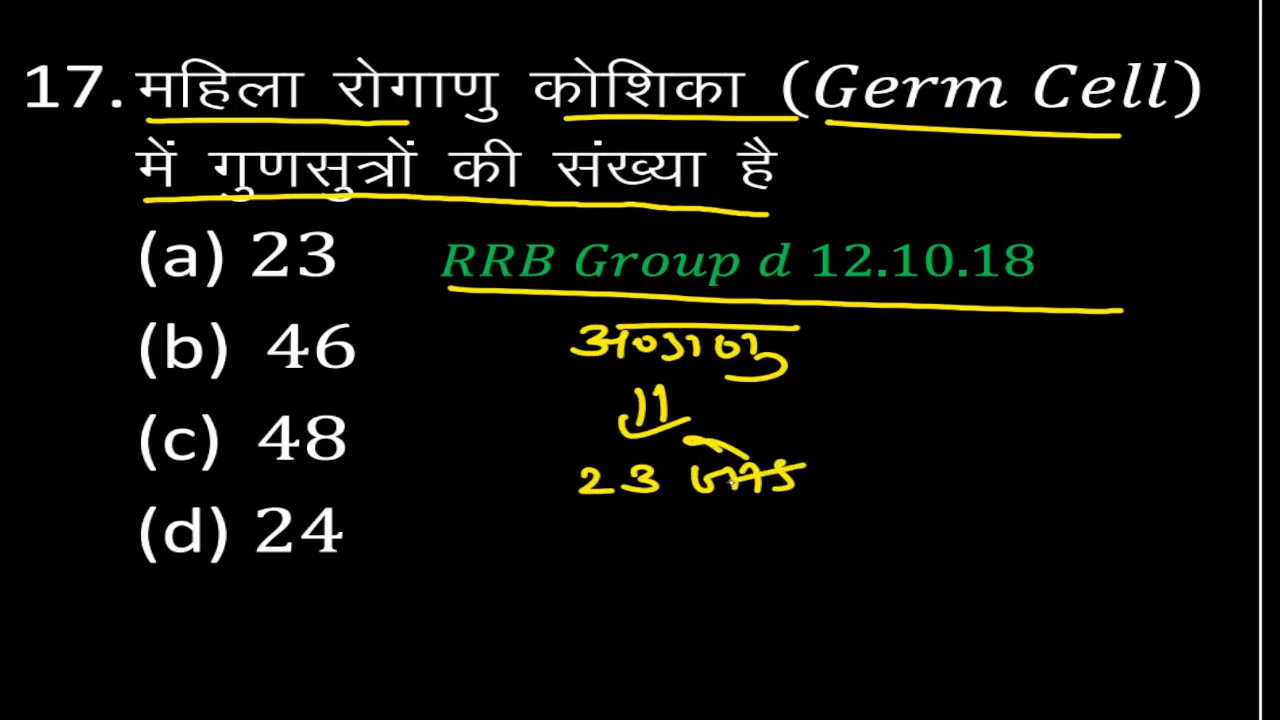 17. महिला रोगाणु कोशिका (Germ Cell)
में गुणसुत्रों की संख्या है
(a) 23
RRB Group d 12.10.18
(b) 46
अण्डाणु
(c) 48
23
(d) 24